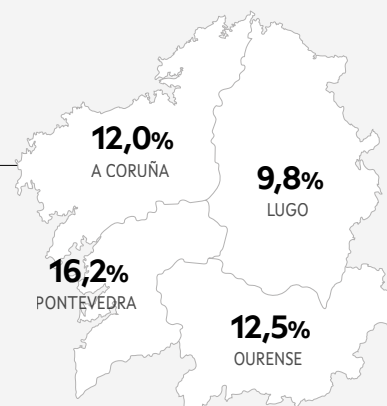 12,0%
A CORUÑA
9,8%
LUGO
16,2%
PONTEVEDRA
12,5%
OURENSE